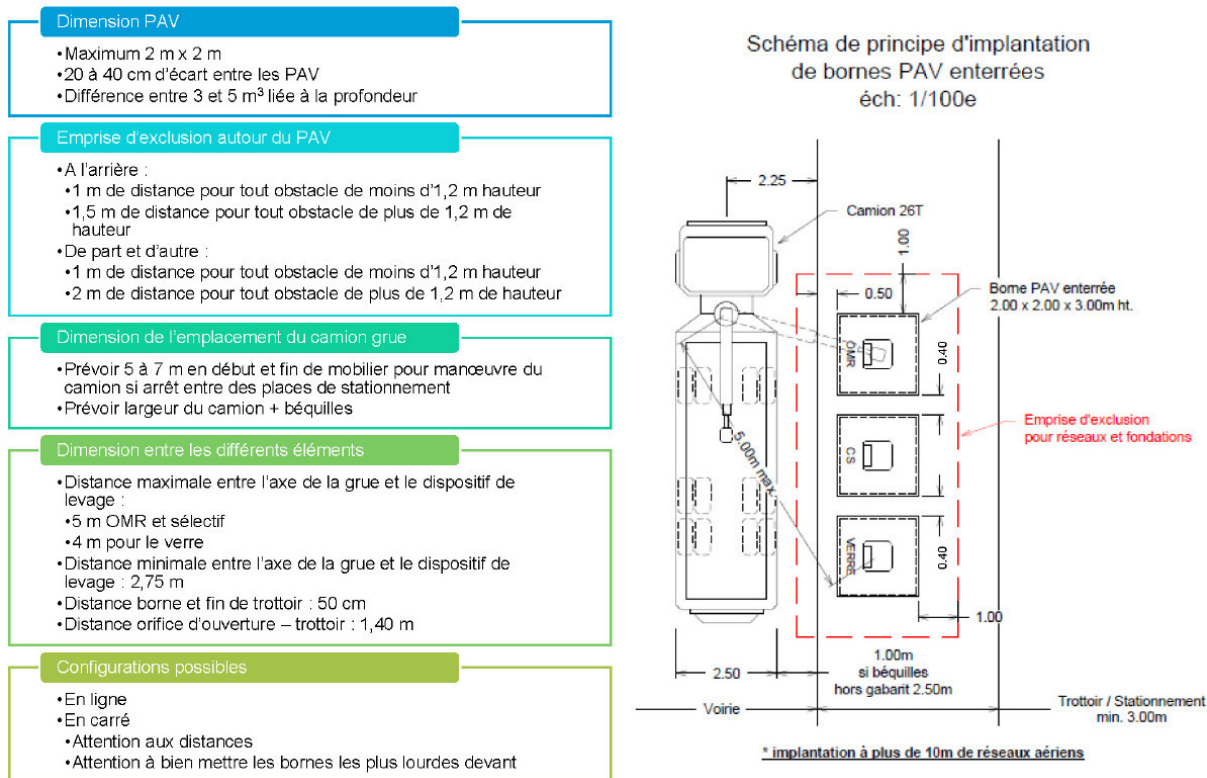 Dimension PAV
•Maximum 2 m x 2 m
•20 à 40 cm d'écart entre les PAV
•Différence entre 3 et 5 m³ liée à la profondeur
Emprise d'exclusion autour du PAV
•A l'arrière :
•1 m de distance pour tout obstacle de moins d'1,2 m hauteur
•1,5 m de distance pour tout obstacle de plus de 1,2 m de
hauteur
•De part et d'autre :
•1 m de distance pour tout obstacle de moins d'1,2 m hauteur
•2 m de distance pour tout obstacle de plus de 1,2 m de hauteur
Dimension de l'emplacement du camion grue
•Prévoir 5 à 7 m en début et fin de mobilier pour manœuvre du
camion si arrêt entre des places de stationnement
•Prévoir largeur du camion + béquilles
Dimension entre les différents éléments
•Distance maximale entre l'axe de la grue et le dispositif de
levage :
•5 m OMR et sélectif
•4 m pour le verre
•Distance minimale entre l'axe de la grue et le dispositif de
levage : 2,75 m
•Distance borne et fin de trottoir : 50 cm
•Distance orifice d'ouverture – trottoir : 1,40 m
Configurations possibles
•En ligne
•En carré
•Attention aux distances
•Attention à bien mettre les bornes les plus lourdes devant
Schéma de principe d'implantation
de bornes PAV enterrées
éch: 1/100e
2.25
Camion 26T
1.00
0.50
Borne PAV enterrée
2.00 x 2.00 x 3.00m ht.
OMR
0.40
Emprise d'exclusion
pour réseaux et fondations
CS
5.00m max.
VERRE
0.40
1.00
2.50
1.00m
si béquilles
hors gabarit 2.50m
Voirie
Trottoir / Stationnement
min. 3.00m
* implantation à plus de 10m de réseaux aériens